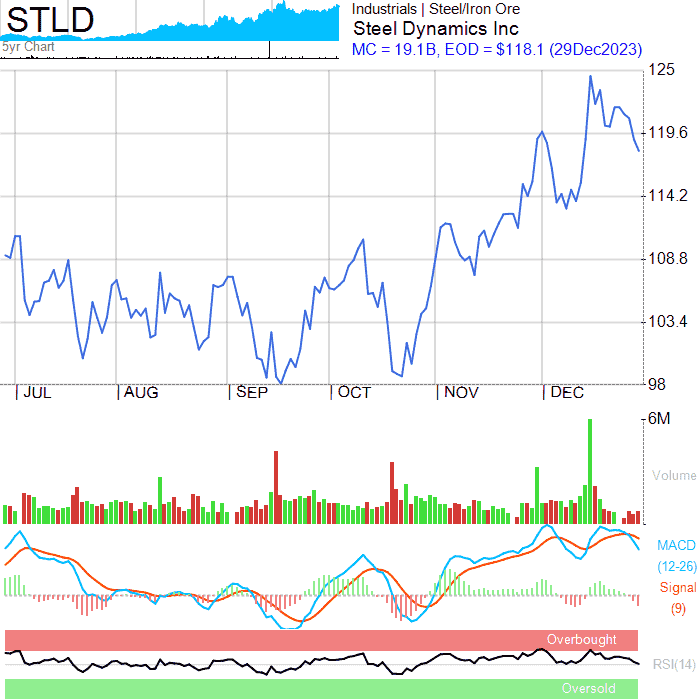 STLD
5yr Chart
Industrials | Steel/Iron Ore
Steel Dynamics Inc
MC = 19.1B, EOD = $118.1 (29Dec2023)
125
119.6
114.2
108.8
103.4
98
JUL AUG SEP OCT NOV DEC
6M
Volume
MACD
(12-26)
Signal
(9)
Overbought
RSI(14)
Oversold